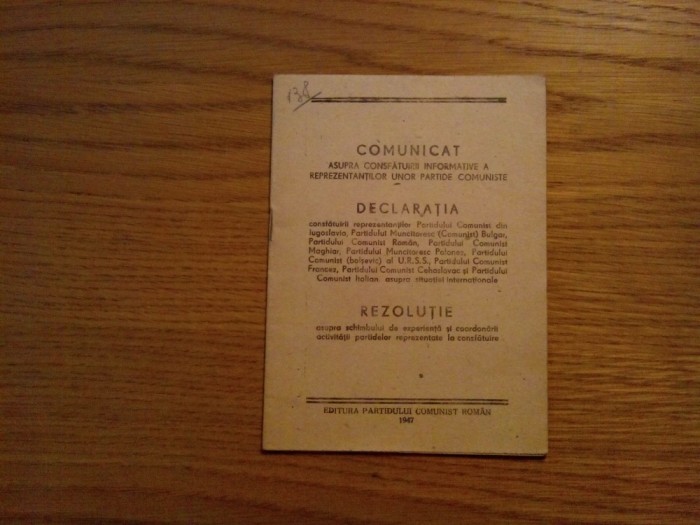 138
COMUNICAT
ASUPRA CONSFĂTUIRII INFORMATIVE A
REPREZENTANȚILOR UNOR PARTIDE COMUNISTE
DECLARAȚIA
consfătuirii reprezentanților Partidului Comunist din
Iugoslavia, Partidului Muncitoresc (Comunist) Bulgar,
Partidului Comunist Român, Partidului Comunist
Maghiar, Partidului Muncitoresc Polonez, Partidului
Comunist (bolșevic) al U.R.S.S., Partidului Comunist
Francez, Partidului Comunist Cehoslovac și Partidului
Comunist Italian asupra situației internaționale
REZOLUȚIE
asupra schimbului de experiență și coordonării
activității partidelor reprezentate la consfătuire
EDITURA PARTIDULUI COMUNIST ROMÂN
1947